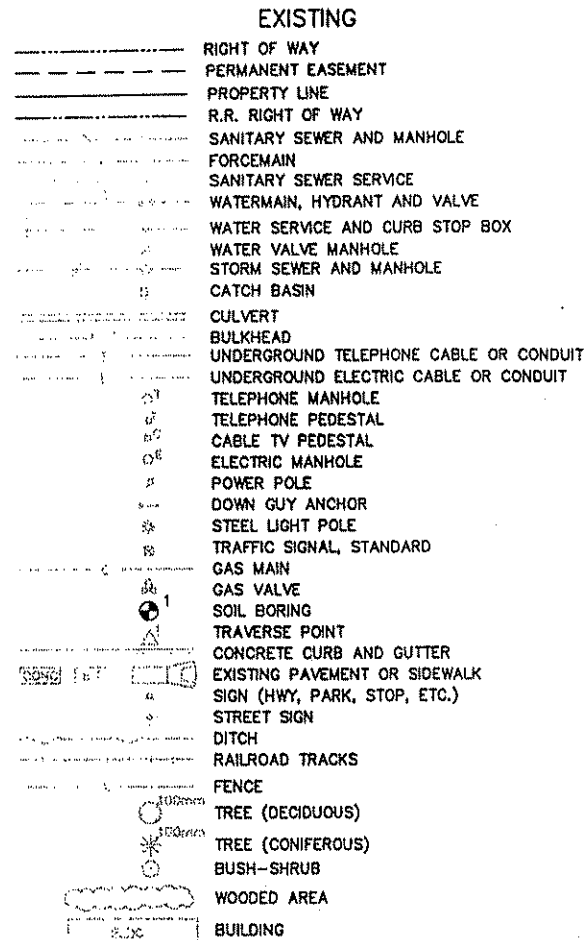 EXISTING
RIGHT OF WAY
PERMANENT EASEMENT
PROPERTY LINE
R.R. RIGHT OF WAY
SANITARY SEWER AND MANHOLE
FORCEMAIN
SANITARY SEWER SERVICE
WATERMAIN, HYDRANT AND VALVE
WATER SERVICE AND CURB STOP BOX
WATER VALVE MANHOLE
STORM SEWER AND MANHOLE
CATCH BASIN
CULVERT
BULKHEAD
UNDERGROUND TELEPHONE CABLE OR CONDUIT
UNDERGROUND ELECTRIC CABLE OR CONDUIT
T TELEPHONE MANHOLE
TELEPHONE PEDESTAL
C CABLE TV PEDESTAL
E ELECTRIC MANHOLE
POWER POLE
DOWN GUY ANCHOR
STEEL LIGHT POLE
TRAFFIC SIGNAL, STANDARD
G GAS MAIN
GAS VALVE
1 SOIL BORING
TRAVERSE POINT
CONCRETE CURB AND GUTTER
EXISTING PAVEMENT OR SIDEWALK
SIGN (HWY, PARK, STOP, ETC.)
STREET SIGN
DITCH
RAILROAD TRACKS
FENCE
100mm TREE (DECIDUOUS)
100mm TREE (CONIFEROUS)
BUSH-SHRUB
WOODED AREA
BUILDING